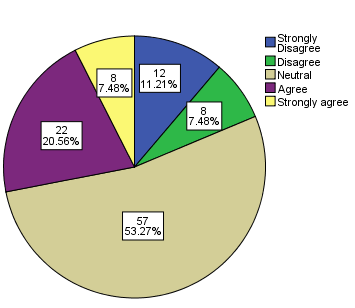 Strongly
Disagree
Disagree
Neutral
Agree
Strongly agree
12
11.21%
8
7.48%
8
7.48%
22
20.56%
57
53.27%